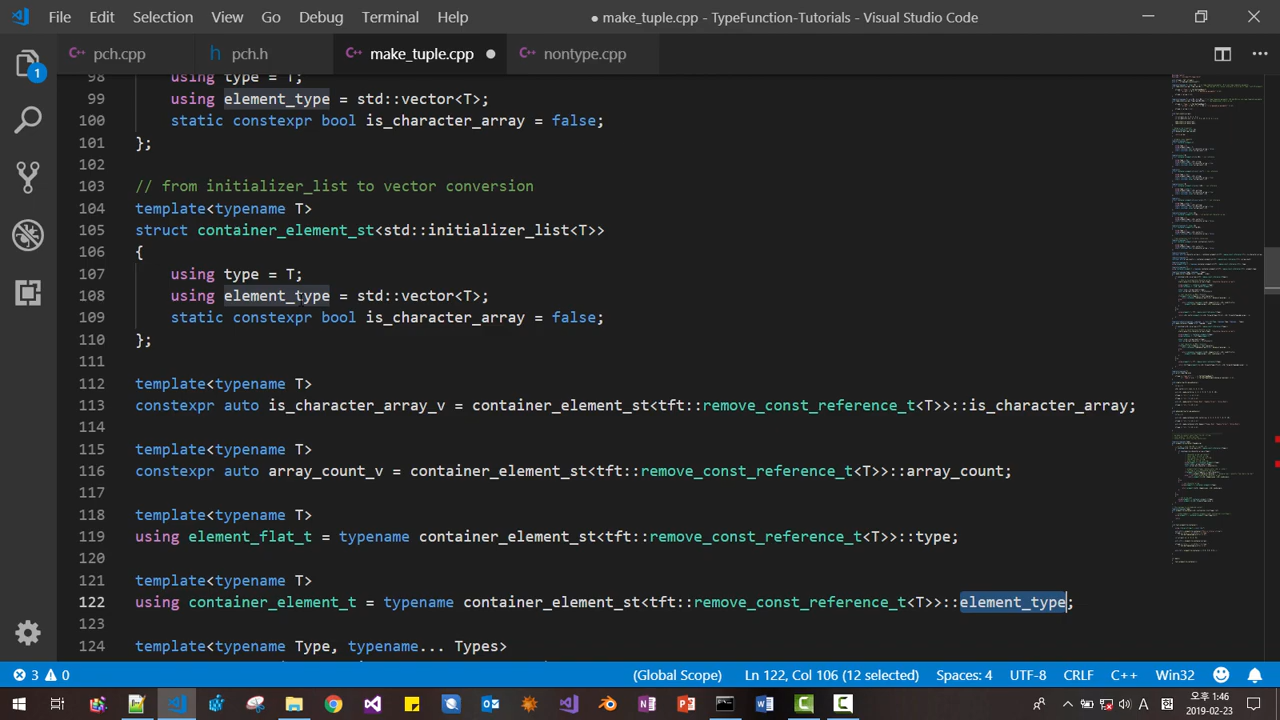 File Edit Selection View Go Debug Terminal Help ● make_tuple.cpp - TypeFunction-Tutorials - Visual Studio Code
pch.cpp pch.h make_tuple.cpp nontype.cpp
1
98 using type = T;
99 using element_type = std::vector<T>;
100 static constexpr bool is_character_array = false;
101 };
102
103 // from initializer_list to vector conversion
104 template<typename T>
105 struct container_element_st<std::initializer_list<T>>
106 {
107 using type = T;
108 using element_type = std::vector<T>;
109 static constexpr bool is_character_array = false;
110 };
111
112 template<typename T>
113 constexpr auto is_character_array_v = container_element_st<tft::remove_const_reference_t<T>>::is_character_array;
114
115 template<typename T>
116 constexpr auto array_count_v = container_element_st<tft::remove_const_reference_t<T>>::array_count;
117
118 template<typename T>
119 using element_flat_t = typename container_element_st<tft::remove_const_reference_t<T>>::type;
120
121 template<typename T>
122 using container_element_t = typename container_element_st<tft::remove_const_reference_t<T>>::element_type;
123
124 template<typename Type, typename... Types>
3 0 (Global Scope) Ln 122, Col 106 (12 selected) Spaces: 4 UTF-8 CRLF C++ Win32
오후 1:46
2019-02-23